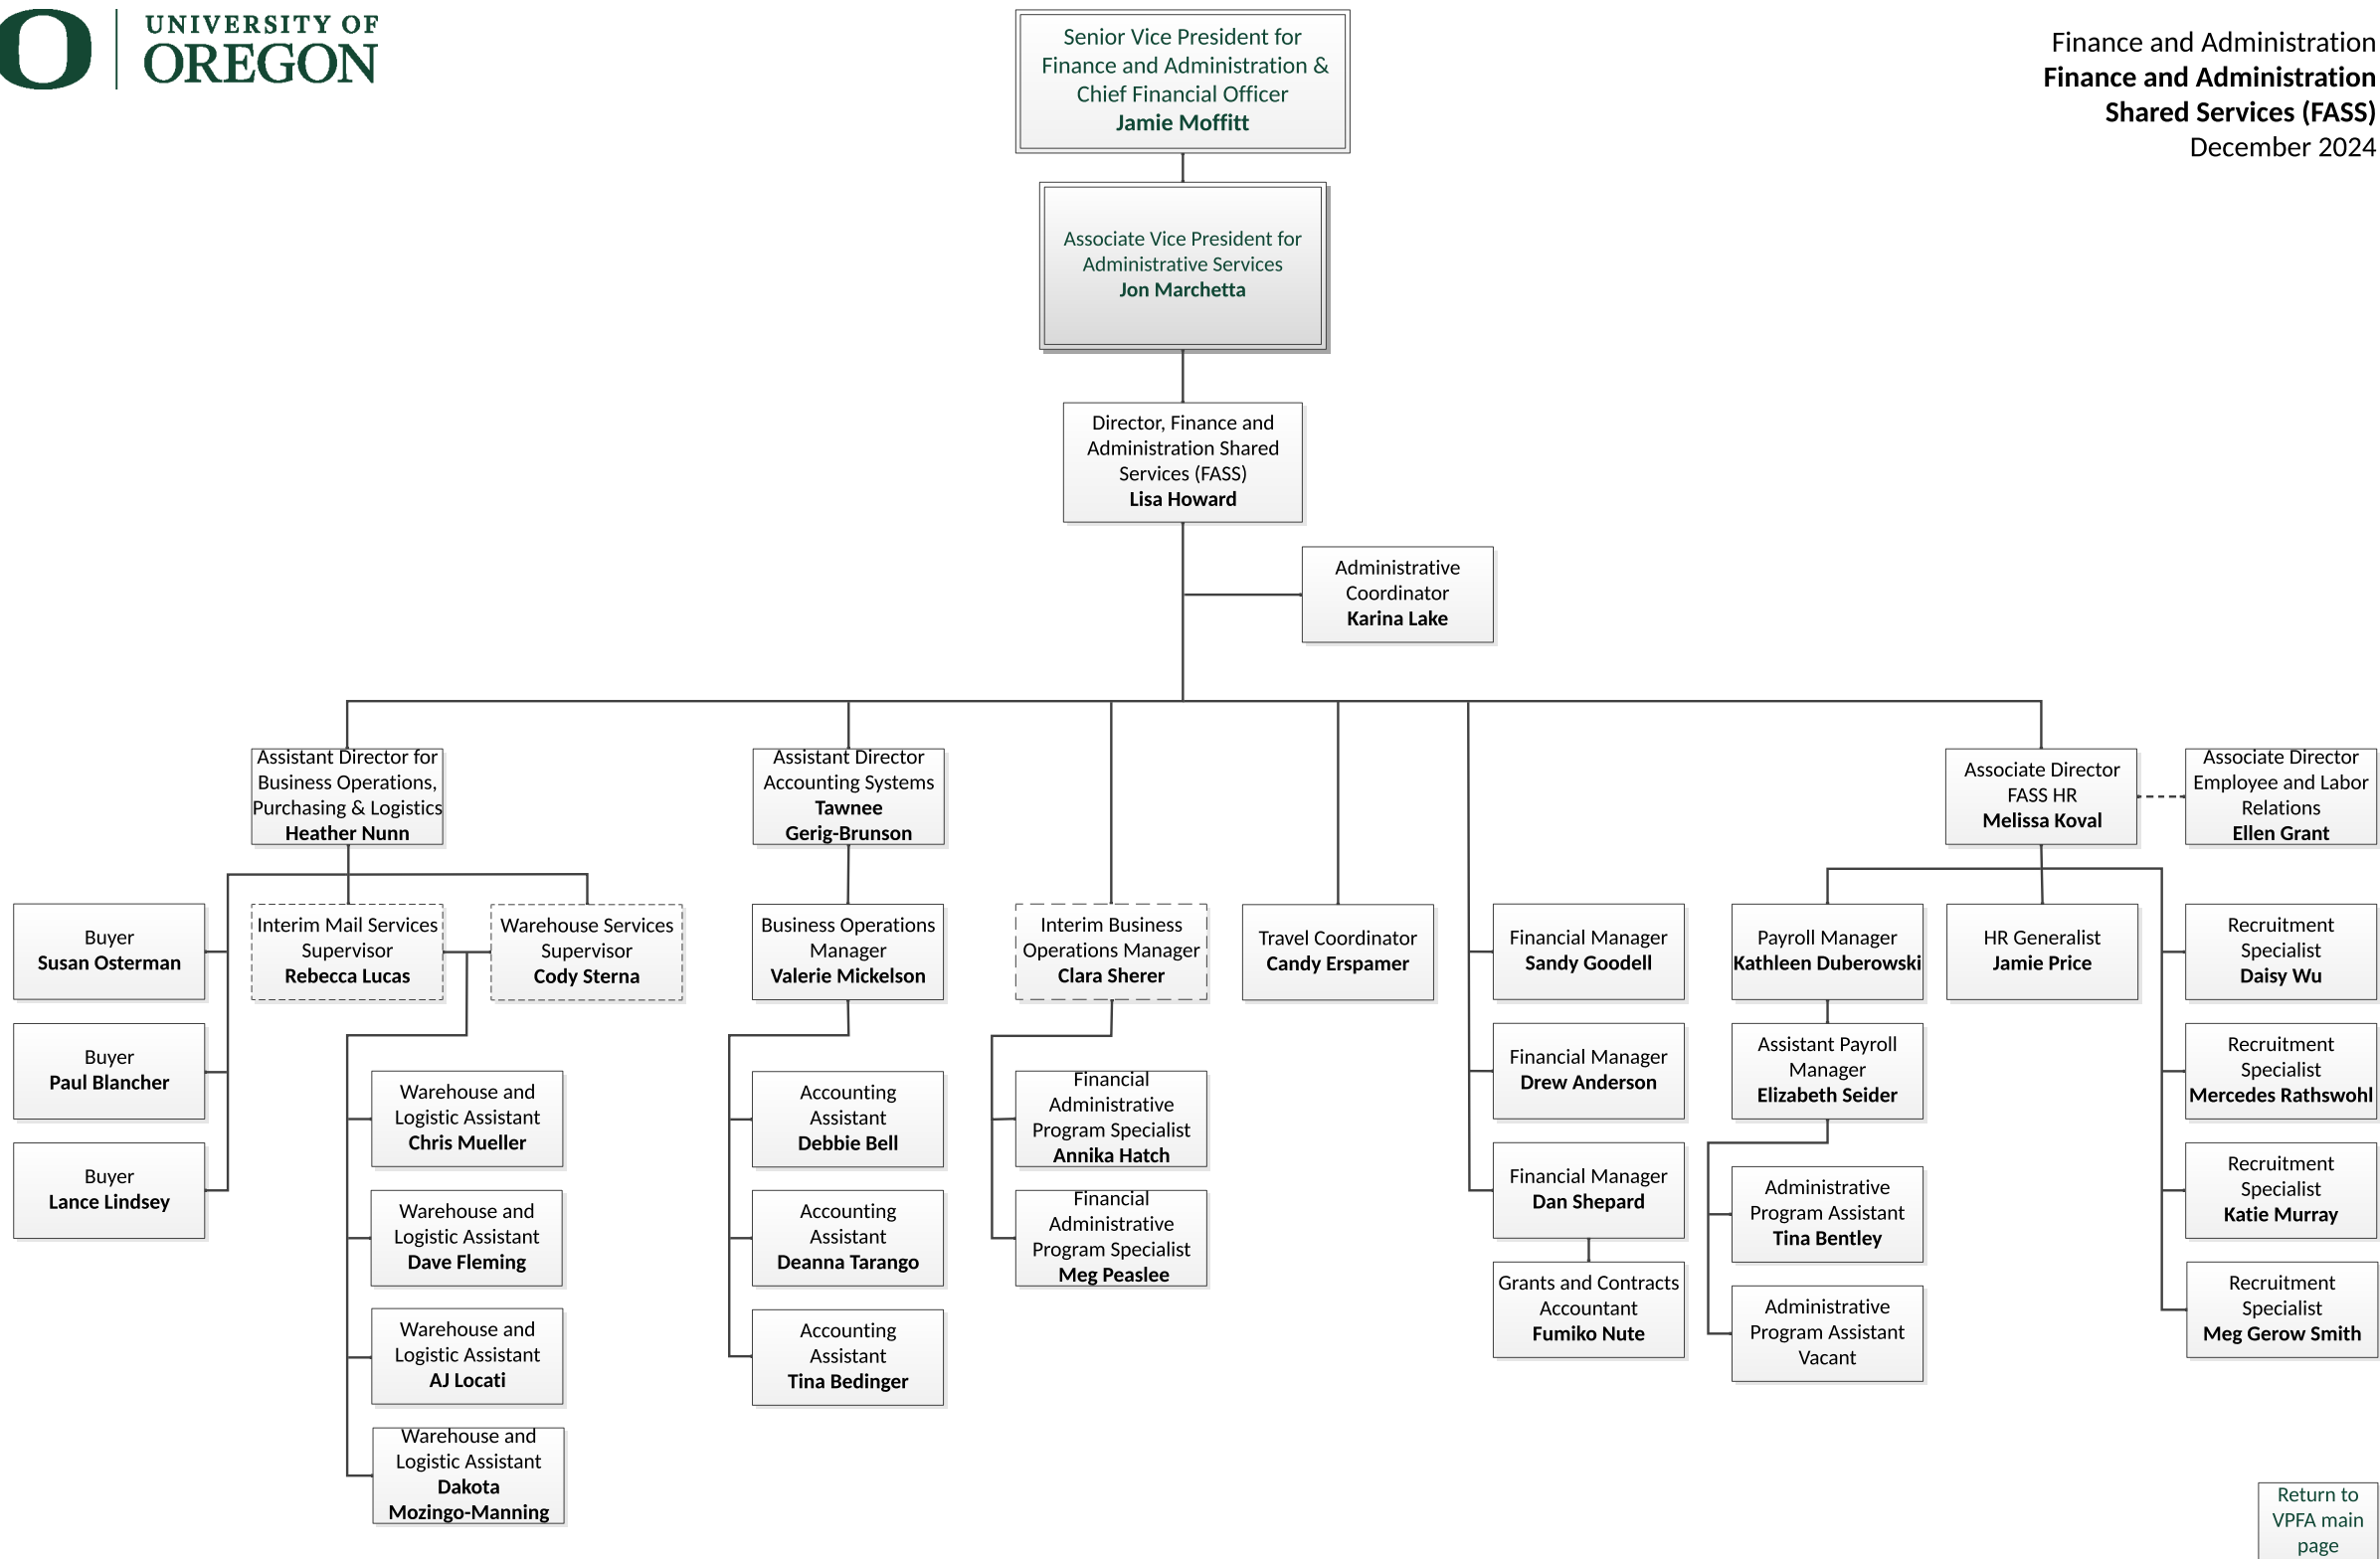 UNIVERSITY OF
OREGON
Senior Vice President for
Finance and Administration &
Chief Financial Officer
Jamie Moffitt
Finance and Administration
Finance and Administration
Shared Services (FASS)
December 2024
Associate Vice President for
Administrative Services
Jon Marchetta
Director, Finance and
Administration Shared
Services (FASS)
Lisa Howard
Administrative
Coordinator
Karina Lake
Assistant Director for
Business Operations,
Purchasing & Logistics
Heather Nunn
Assistant Director
Accounting Systems
Tawnee
Gerig-Brunson
Associate Director
FASS HR
Melissa Koval
Associate Director
Employee and Labor
Relations
Ellen Grant
Buyer
Susan Osterman
Interim Mail Services
Supervisor
Rebecca Lucas
Warehouse Services
Supervisor
Cody Sterna
Business Operations
Manager
Valerie Mickelson
Interim Business
Operations Manager
Clara Sherer
Travel Coordinator
Candy Erspamer
Financial Manager
Sandy Goodell
Payroll Manager
Kathleen Duberowski
HR Generalist
Jamie Price
Recruitment
Specialist
Daisy Wu
Buyer
Paul Blancher
Financial Manager
Drew Anderson
Assistant Payroll
Manager
Elizabeth Seider
Recruitment
Specialist
Mercedes Rathswohl
Buyer
Lance Lindsey
Warehouse and
Logistic Assistant
Chris Mueller
Accounting
Assistant
Debbie Bell
Financial
Administrative
Program Specialist
Annika Hatch
Financial Manager
Dan Shepard
Administrative
Program Assistant
Tina Bentley
Recruitment
Specialist
Katie Murray
Warehouse and
Logistic Assistant
Dave Fleming
Accounting
Assistant
Deanna Tarango
Financial
Administrative
Program Specialist
Meg Peaslee
Grants and Contracts
Accountant
Fumiko Nute
Administrative
Program Assistant
Vacant
Recruitment
Specialist
Meg Gerow Smith
Warehouse and
Logistic Assistant
AJ Locati
Accounting
Assistant
Tina Bedinger
Warehouse and
Logistic Assistant
Dakota
Mozingo-Manning
Return to
VPFA main
page